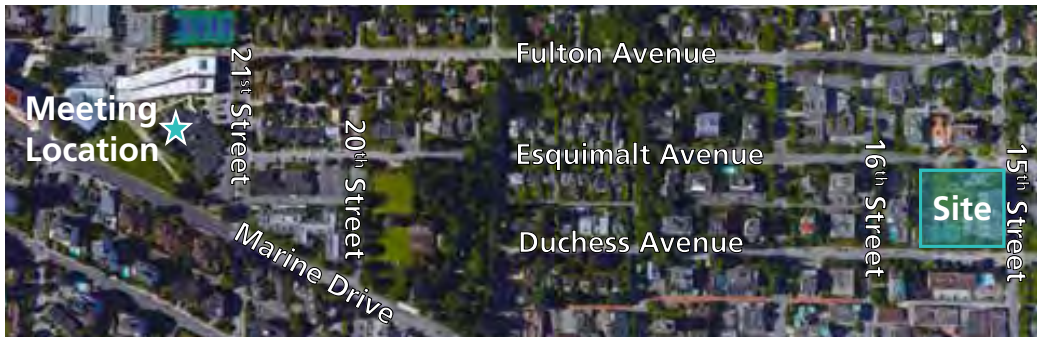 Fulton Avenue
21st Street
Meeting
Location
20th Street
Esquimalt Avenue
16th Street
15th Street
Site
Duchess Avenue
Marine Drive